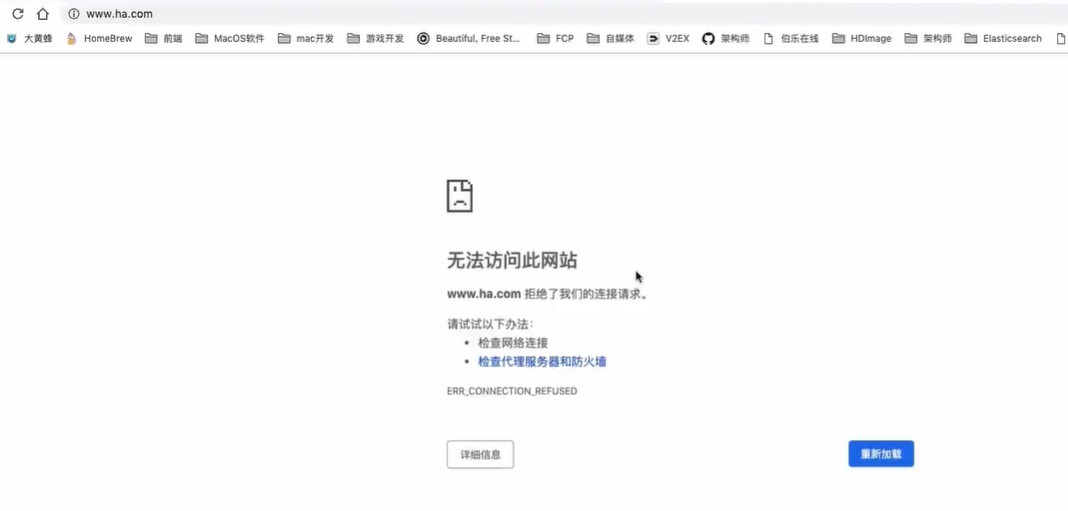 www.ha.com
大黄蜂 HomeBrew 前端 MacOS软件 mac开发 游戏开发 Beautiful, Free St... FCP 自媒体 V2EX 架构师 伯乐在线 HDImage 架构师 Elasticsearch
无法访问此网站
www.ha.com 拒绝了我们的连接请求。
请试试以下办法：
• 检查网络连接
• 检查代理服务器和防火墙
ERR_CONNECTION_REFUSED
详细信息 重新加载